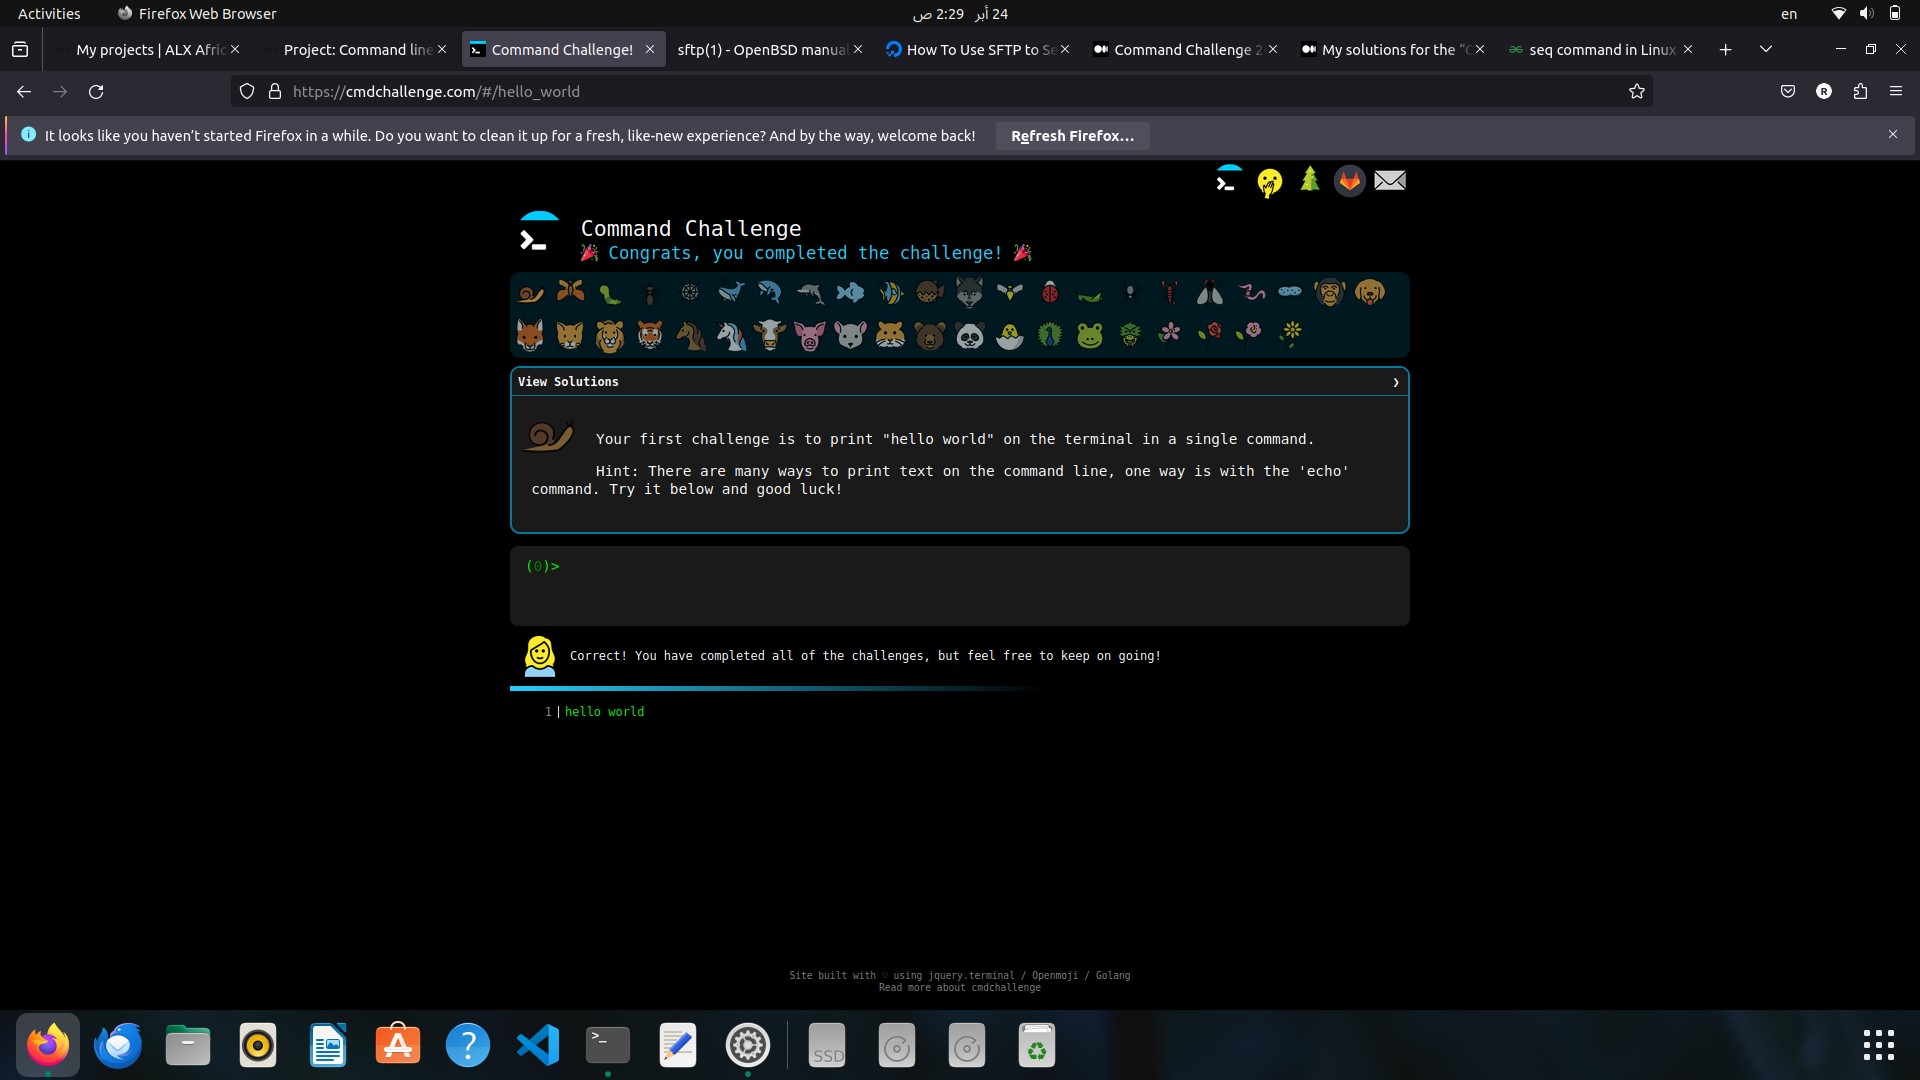 Activities
Firefox Web Browser
24 أبر 2:29 ص
en
My projects | ALX Afric
Project: Command line
Command Challenge!
sftp(1) - OpenBSD manual
How To Use SFTP to Se
Command Challenge 2
My solutions for the “C
seq command in Linux
https://cmdchallenge.com/#/hello_world
R
It looks like you haven’t started Firefox in a while. Do you want to clean it up for a fresh, like-new experience? And by the way, welcome back!
Refresh Firefox…
Command Challenge
🎉 Congrats, you completed the challenge! 🎉
View Solutions ❯
Your first challenge is to print "hello world" on the terminal in a single command.
Hint: There are many ways to print text on the command line, one way is with the 'echo'
command. Try it below and good luck!
(0)>
Correct! You have completed all of the challenges, but feel free to keep on going!
1 hello world
Site built with ♡ using jquery.terminal / Openmoji / Golang
Read more about cmdchallenge
SSD